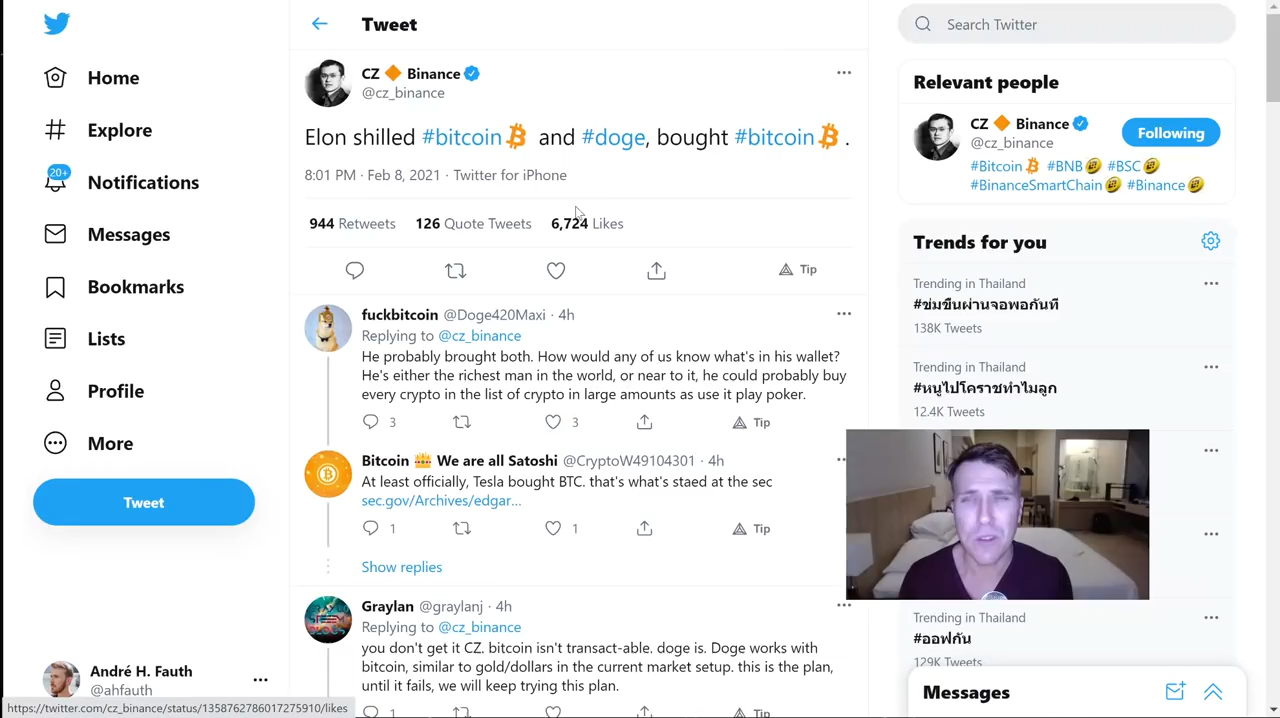 Home
Explore
20+
Notifications
Messages
Bookmarks
Lists
Profile
More
Tweet
André H. Fauth
@ahfauth
https://twitter.com/cz_binance/status/1358762786017275910/likes
Tweet
CZ 🔶 Binance
@cz_binance
Elon shilled #bitcoin and #doge, bought #bitcoin .
8:01 PM · Feb 8, 2021 · Twitter for iPhone
944 Retweets 126 Quote Tweets 6,724 Likes
Tip
fuckbitcoin @Doge420Maxi · 4h
Replying to @cz_binance
He probably brought both. How would any of us know what's in his wallet?
He's either the richest man in the world, or near to it, he could probably buy
every crypto in the list of crypto in large amounts as use it play poker.
3 3 Tip
Bitcoin We are all Satoshi @CryptoW49104301 · 4h
At least officially, Tesla bought BTC. that's what's staed at the sec
sec.gov/Archives/edgar...
1 1 Tip
Show replies
Graylan @graylanj · 4h
Replying to @cz_binance
you don't get it CZ. bitcoin isn't transact-able. doge is. Doge works with
bitcoin, similar to gold/dollars in the current market setup. this is the plan,
until it fails, we will keep trying this plan.
1 Tip
Search Twitter
Relevant people
CZ 🔶 Binance
@cz_binance
Following
#Bitcoin #BNB #BSC
#BinanceSmartChain #Binance
Trends for you
Trending in Thailand
#ข่มขืนผ่านจอพอกันที
138K Tweets
Trending in Thailand
#หนูไปโคราชทำไมลูก
12.4K Tweets
Trending in Thailand
#ออฟกัน
129K Tweets
Messages